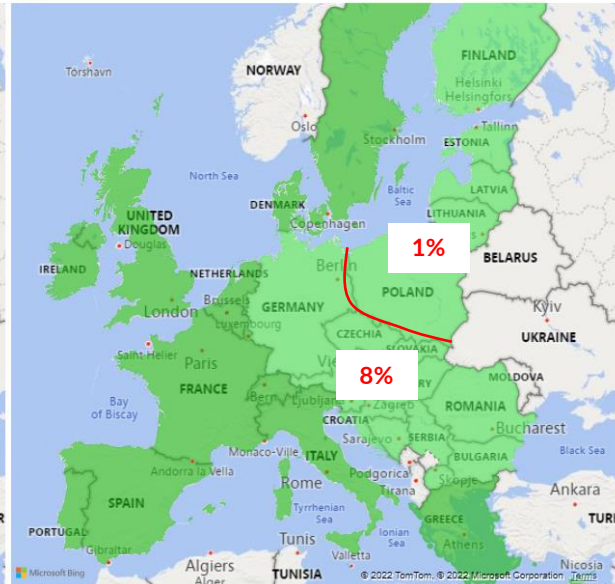 FINLAND
Tórshavn
NORWAY
Helsinki
Helsingfors
Oslo
Tallinn
Stockholm
ESTONIA
North Sea
Baltic
Sea
LATVIA
DENMARK
Copenhagen
LITHUANIA
UNITED
KINGDOM
Douglas
1%
BELARUS
IRELAND
NETHERLANDS
Berlin
POLAND
London
Brussels
GERMANY
Kyiv
Luxembourg
CZECHIA
UKRAINE
Saint Helier
Paris
SLOVAKIA
8%
MOLDOVA
FRANCE
Bern
Ljubljana
Zagreb
ROMANIA
Bay
of Biscay
CROATIA
Bucharest
Monaco-Ville
Sarajevo
SERBIA
Black Sea
Andorra la Vella
ITALY
Podgorica
BULGARIA
Rome
Skopje
Tirana
Ankara
SPAIN
Tyrrhenian
Sea
GREECE
PORTUGAL
Ionian
Sea
Athens
Gibraltar
Tunis
Valletta
Algiers
TUNISIA
Nicosia
Microsoft Bing
© 2022 TomTom, © 2022 Microsoft Corporation Terms